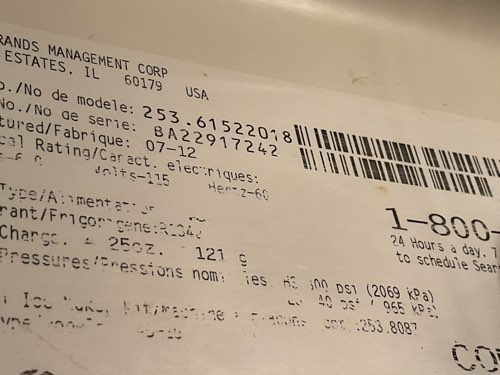 RANDS MANAGEMENT CORP
ESTATES, IL 60179 USA
o./No de modele: 253.61522018
No./No de serie: BA22917242
tured/Fabrique: 07-12
cal Rating/Caract. electriques:
Volts-115 Hertz-60
Type/Alimentation
rant/Frigorigene:R134a
Charge. 25oz. 121 g
Pressures/Pressions nom: HS 300 psi (2069 kPa)
40 psi / 965 kPa
253.8087
1-800-
24 Hours a day, 7
to schedule Sear